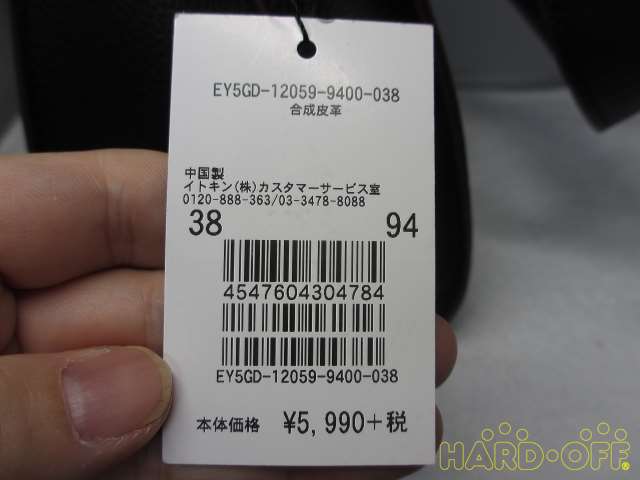 EY5GD-12059-9400-038
合成皮革
中国製
イトキン(株)カスタマーサービス室
0120-888-363/03-3478-8088
38 94
4547604304784
EY5GD-12059-9400-038
本体価格 ¥5,990+税
HARD・OFF